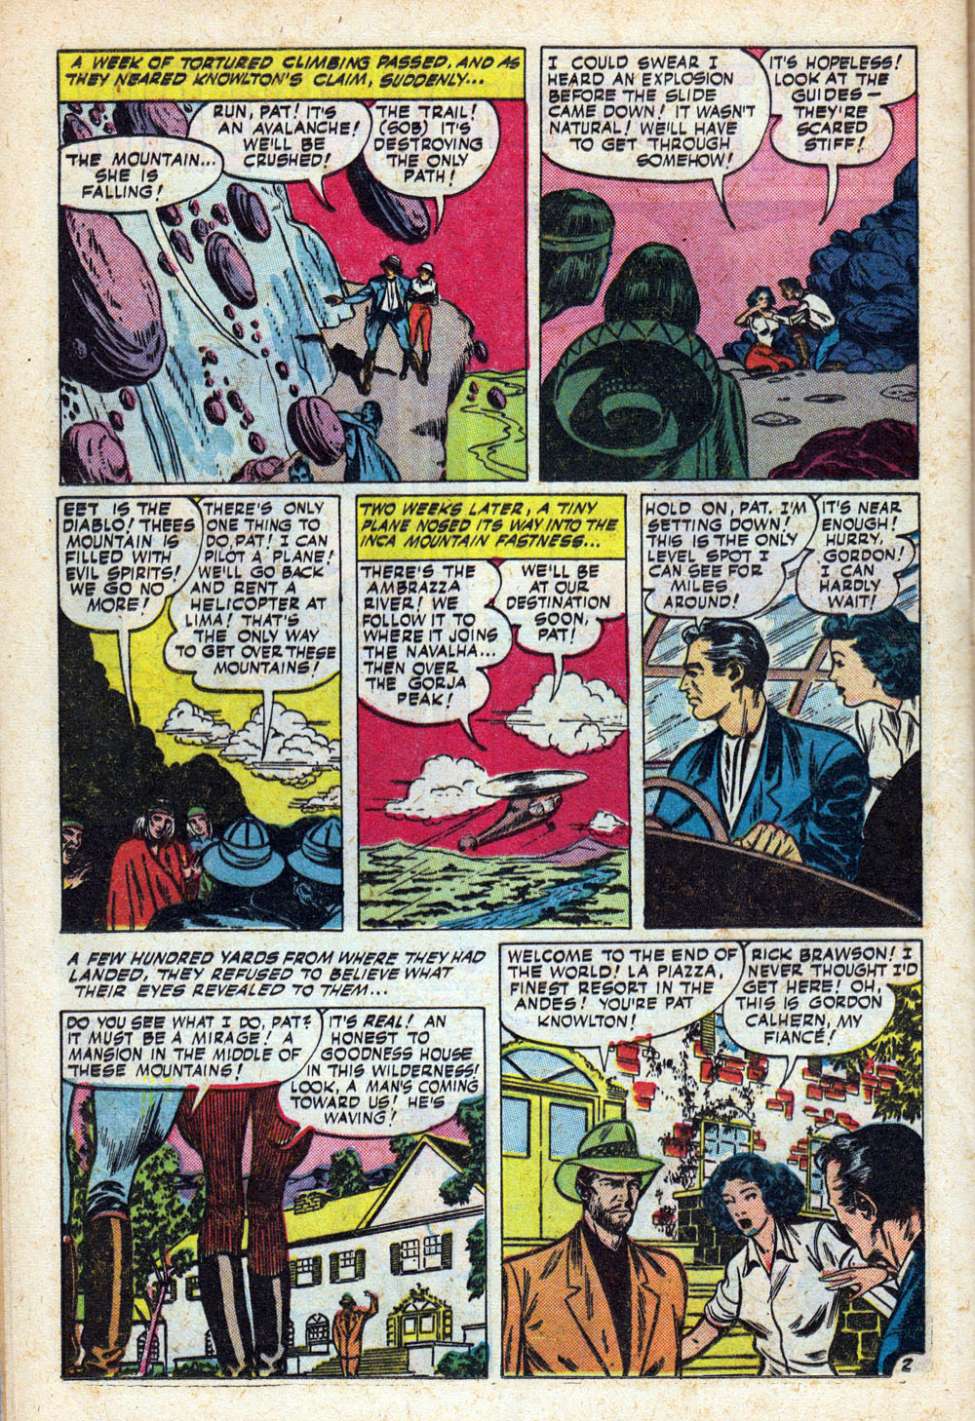 A WEEK OF TORTURED CLIMBING PASSED, AND AS
THEY NEARED KNOWLTON'S CLAIM, SUDDENLY...
THE MOUNTAIN...
SHE IS
FALLING!
RUN, PAT! IT'S
AN AVALANCHE!
WE'LL BE
CRUSHED!
THE TRAIL!
(SOB) IT'S
DESTROYING
THE ONLY
PATH!
I COULD SWEAR I
HEARD AN EXPLOSION
BEFORE THE SLIDE
CAME DOWN! IT WASN'T
NATURAL! WE'LL HAVE
TO GET THROUGH
SOMEHOW!
IT'S HOPELESS!
LOOK AT THE
GUIDES—
THEY'RE
SCARED
STIFF!
EET IS THE
DIABLO! THEES
MOUNTAIN IS
FILLED WITH
EVIL SPIRITS!
WE GO NO
MORE!
THERE'S ONLY
ONE THING TO
DO, PAT! I CAN
PILOT A PLANE!
WE'LL GO BACK
AND RENT A
HELICOPTER AT
LIMA! THAT'S
THE ONLY WAY
TO GET OVER THESE
MOUNTAINS!
TWO WEEKS LATER, A TINY
PLANE NOSED ITS WAY INTO THE
INCA MOUNTAIN FASTNESS...
THERE'S THE
AMBRAZZA
RIVER! WE
FOLLOW IT TO
WHERE IT JOINS
THE NAVALHA...
THEN OVER
THE GORJA
PEAK!
WE'LL BE
AT OUR
DESTINATION
SOON,
PAT!
HOLD ON, PAT, I'M
SETTING DOWN!
THIS IS THE ONLY
LEVEL SPOT I
CAN SEE FOR
MILES
AROUND!
IT'S NEAR
ENOUGH!
HURRY,
GORDON!
I CAN
HARDLY
WAIT!
A FEW HUNDRED YARDS FROM WHERE THEY HAD
LANDED, THEY REFUSED TO BELIEVE WHAT
THEIR EYES REVEALED TO THEM...
DO YOU SEE WHAT I DO, PAT?
IT MUST BE A MIRAGE! A
MANSION IN THE MIDDLE OF
THESE MOUNTAINS!
IT'S REAL! AN
HONEST TO
GOODNESS HOUSE
IN THIS WILDERNESS!
LOOK, A MAN'S COMING
TOWARD US! HE'S
WAVING!
WELCOME TO THE END OF
THE WORLD! LA PIAZZA,
FINEST RESORT IN THE
ANDES! YOU'RE PAT
KNOWLTON!
RICK BRAWSON! I
NEVER THOUGHT I'D
GET HERE! OH,
THIS IS GORDON
CALHERN, MY
FIANCÉ!
2